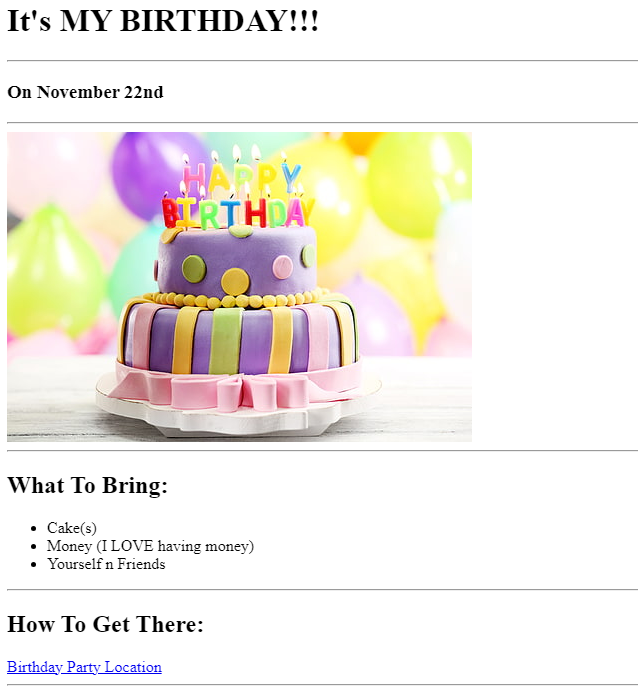 It's MY BIRTHDAY!!!
On November 22nd
HAPPY
BIRTHDAY
What To Bring:
Cake(s)
Money (I LOVE having money)
Yourself n Friends
How To Get There:
Birthday Party Location